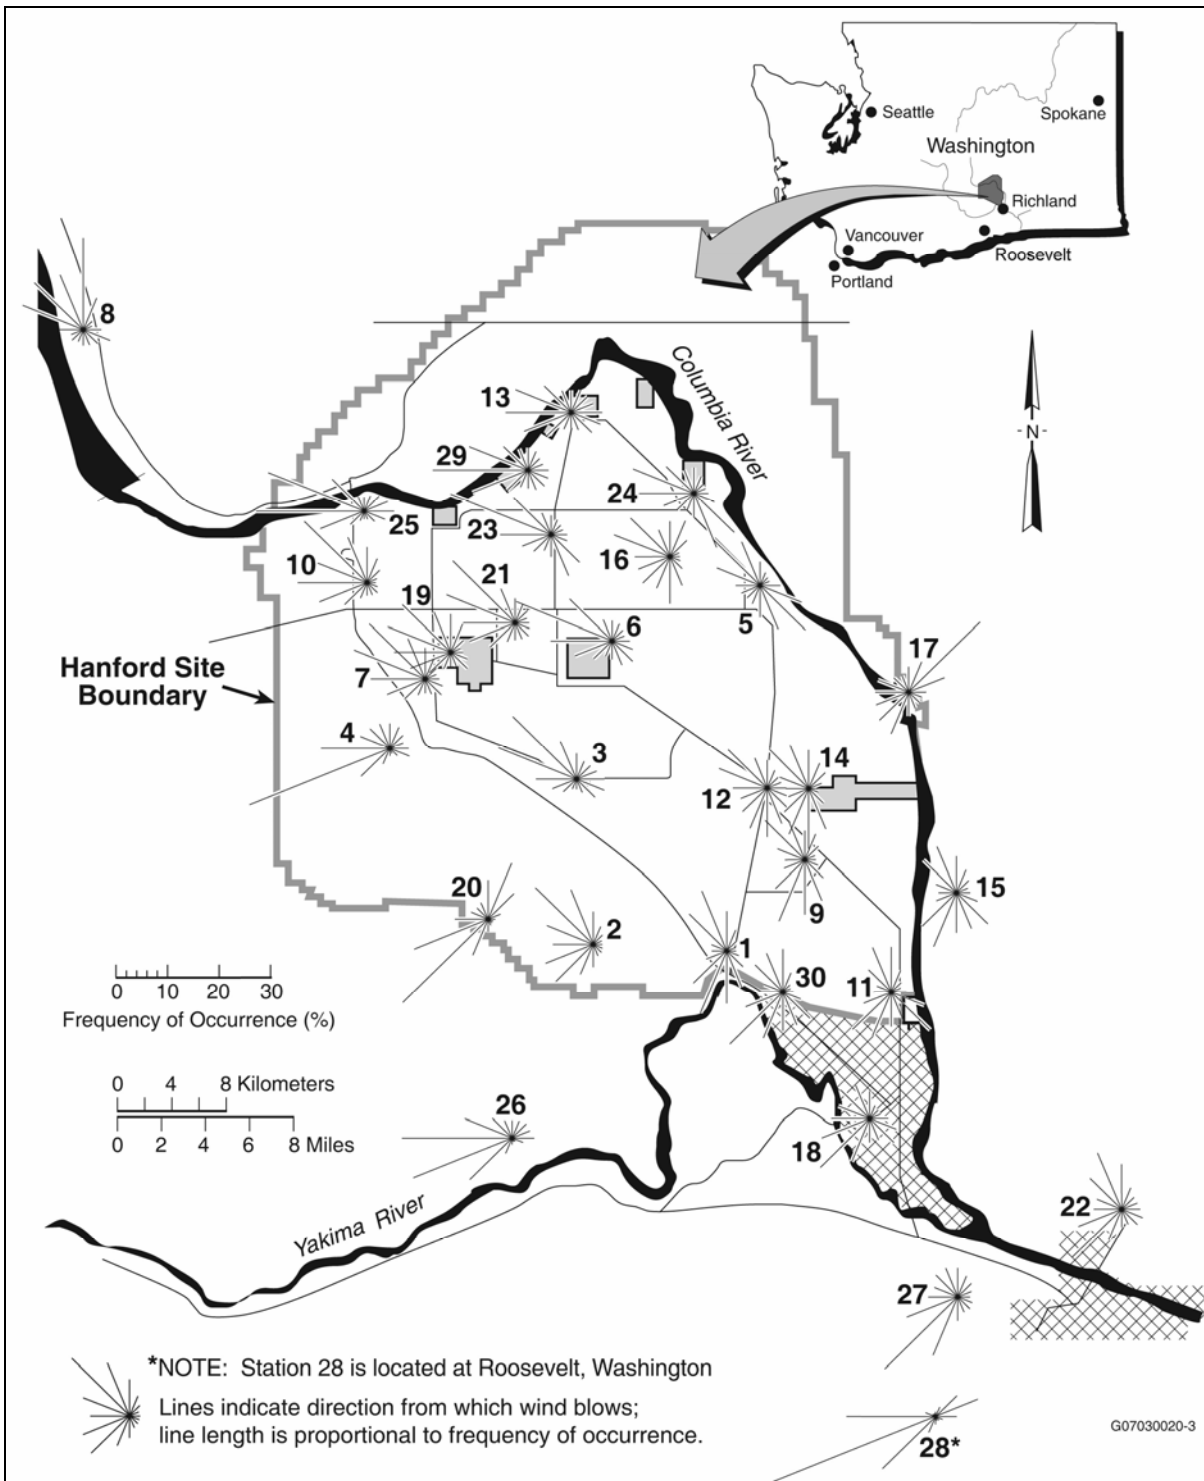 Seattle
Spokane
Washington
Richland
Vancouver
Roosevelt
Portland
8
13
Columbia River
N
29
24
25
23
16
10
21
19
6
5
17
Hanford Site
Boundary
7
4
3
14
12
20
2
9
15
1
30
11
0 10 20 30
Frequency of Occurrence (%)
0 4 8 Kilometers
0 2 4 6 8 Miles
26
18
22
Yakima River
27
*NOTE: Station 28 is located at Roosevelt, Washington
Lines indicate direction from which wind blows;
line length is proportional to frequency of occurrence.
28*
G07030020-3